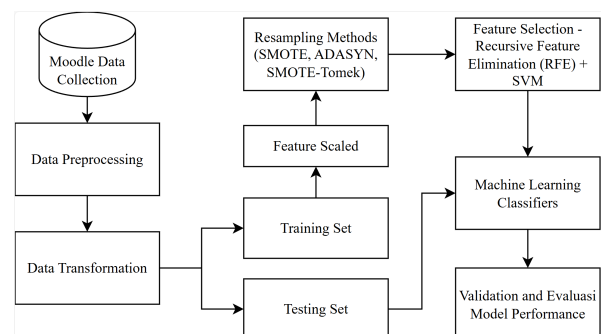 Moodle Data
Collection
Data Preprocessing
Data Transformation
Training Set
Testing Set
Feature Scaled
Resampling Methods
(SMOTE, ADASYN,
SMOTE-Tomek)
Feature Selection -
Recursive Feature
Elimination (RFE) +
SVM
Machine Learning
Classifiers
Validation and Evaluasi
Model Performance